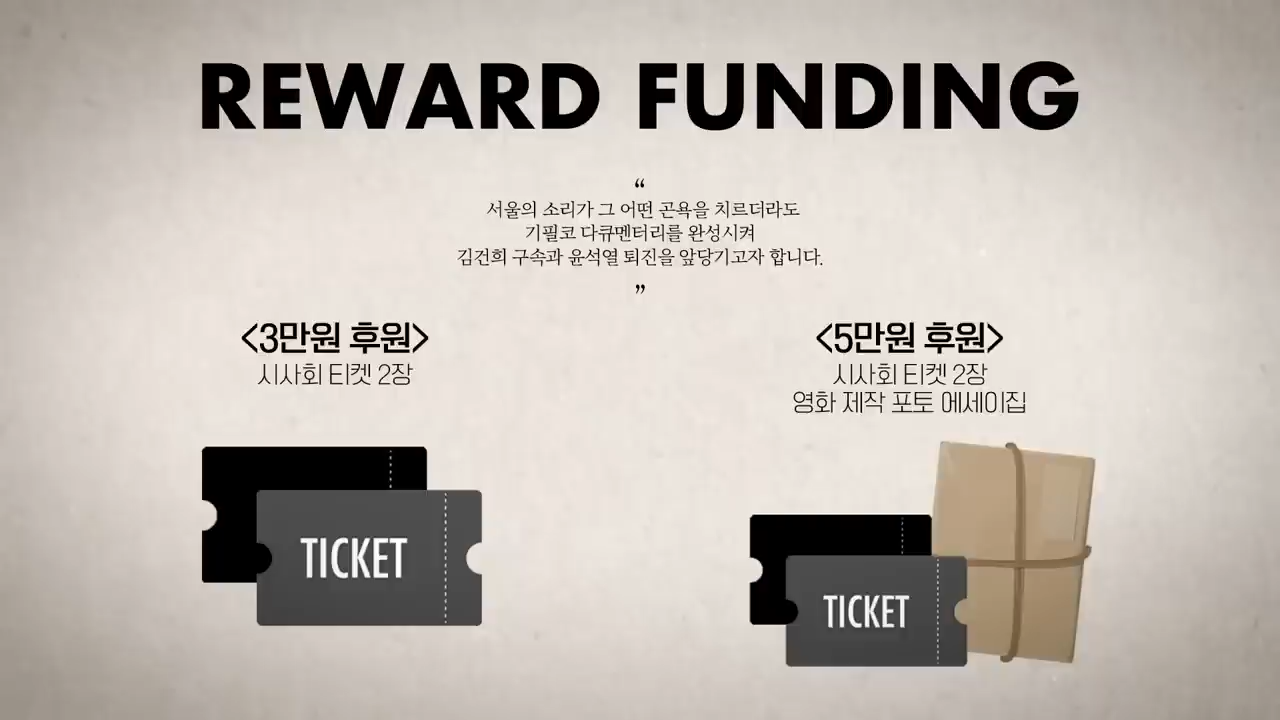 REWARD FUNDING
“
서울의 소리가 그 어떤 곤욕을 치르더라도
기필코 다큐멘터리를 완성시켜
김건희 구속과 윤석열 퇴진을 앞당기고자 합니다.
”
<3만원 후원>
시사회 티켓 2장
<5만원 후원>
시사회 티켓 2장
영화 제작 포토 에세이집
TICKET
TICKET